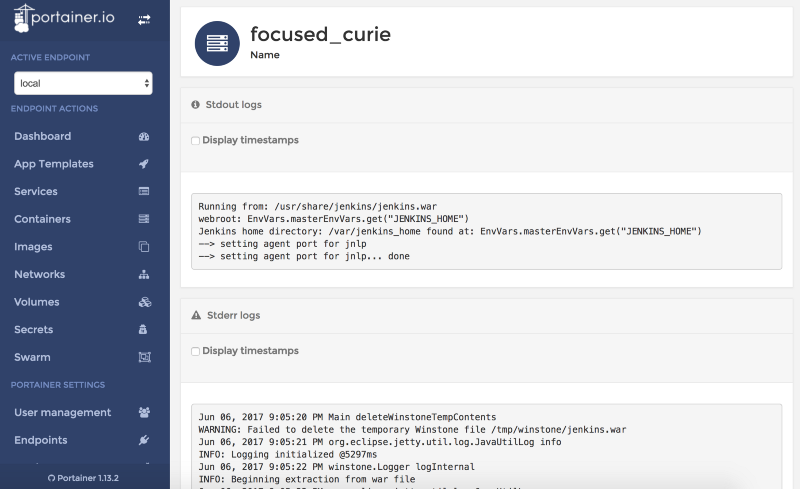 portainer.io
ACTIVE ENDPOINT
local
ENDPOINT ACTIONS
Dashboard
App Templates
Services
Containers
Images
Networks
Volumes
Secrets
Swarm
PORTAINER SETTINGS
User management
Endpoints
Portainer 1.13.2
focused_curie
Name
Stdout logs
Display timestamps
Running from: /usr/share/jenkins/jenkins.war
webroot: EnvVars.masterEnvVars.get("JENKINS_HOME")
Jenkins home directory: /var/jenkins_home found at: EnvVars.masterEnvVars.get("JENKINS_HOME")
--> setting agent port for jnlp
--> setting agent port for jnlp... done
Stderr logs
Display timestamps
Jun 06, 2017 9:05:20 PM Main deleteWinstoneTempContents
WARNING: Failed to delete the temporary Winstone file /tmp/winstone/jenkins.war
Jun 06, 2017 9:05:21 PM org.eclipse.jetty.util.log.JavaUtilLog info
INFO: Logging initialized @5297ms
Jun 06, 2017 9:05:22 PM winstone.Logger logInternal
INFO: Beginning extraction from war file